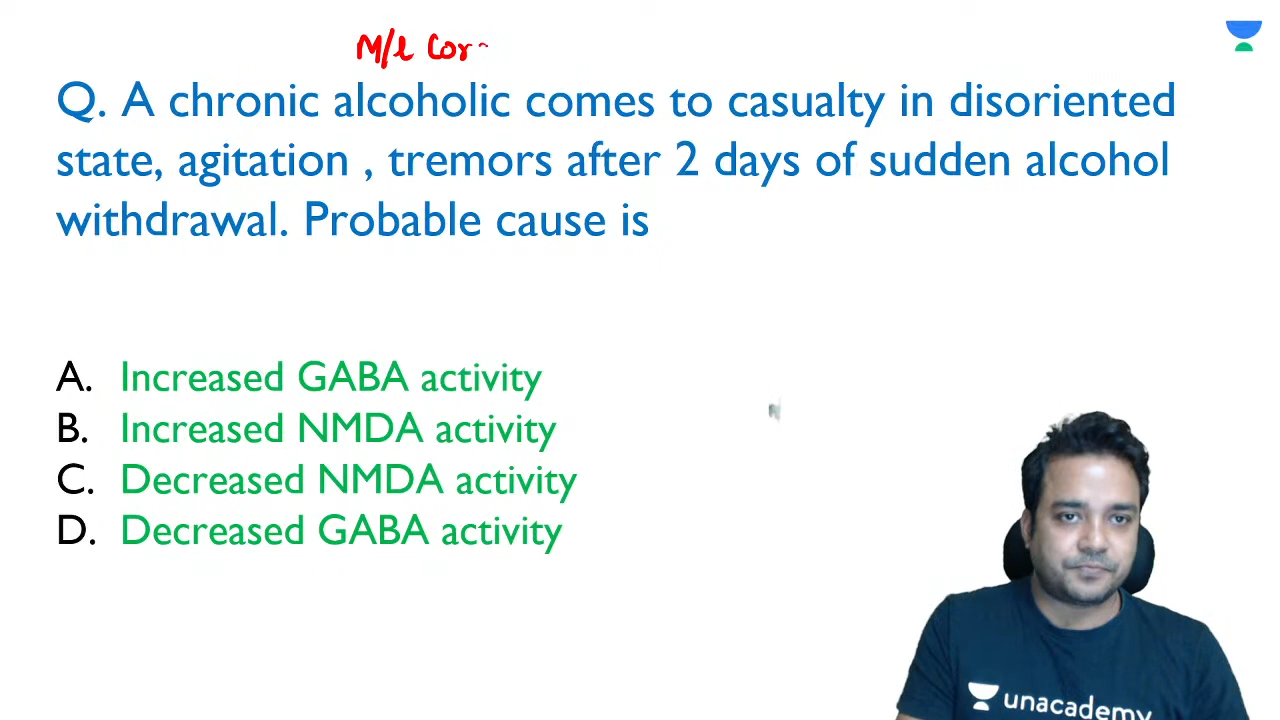 M/l Cor
Q. A chronic alcoholic comes to casualty in disoriented
state, agitation , tremors after 2 days of sudden alcohol
withdrawal. Probable cause is
A. Increased GABA activity
B. Increased NMDA activity
C. Decreased NMDA activity
D. Decreased GABA activity
unacademy